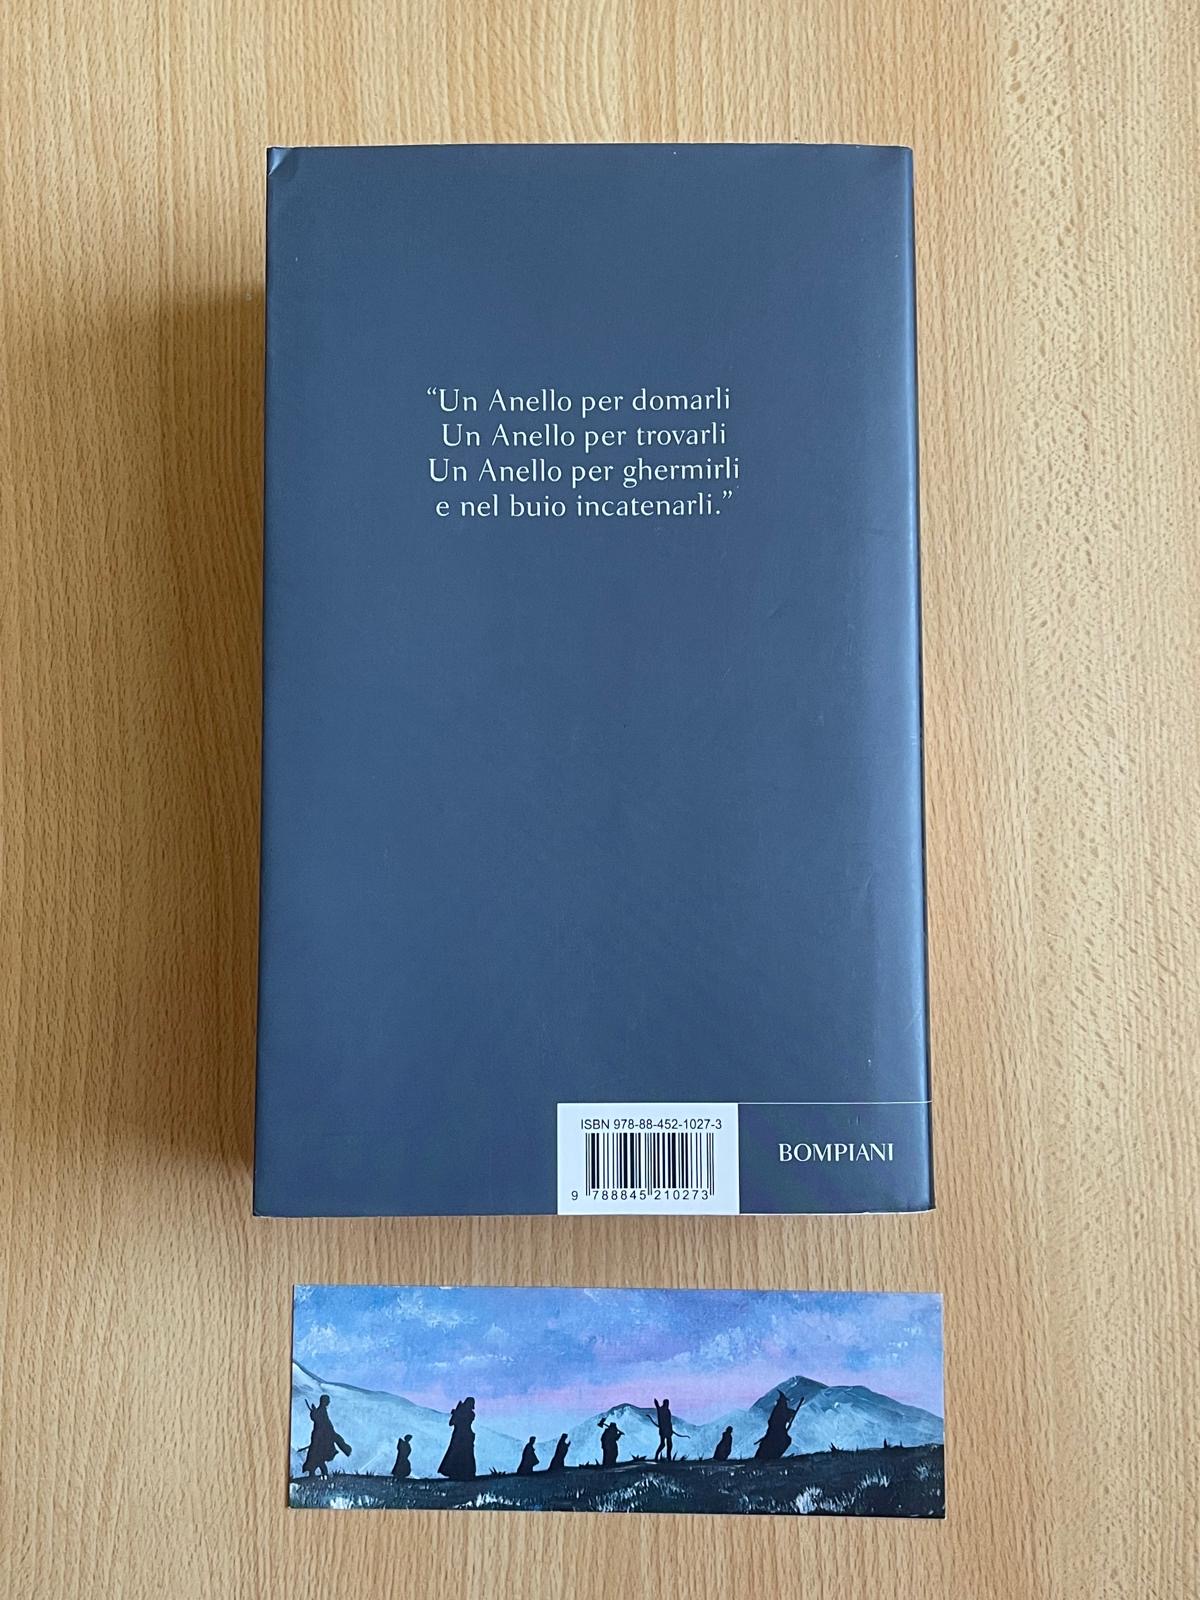 “Un Anello per domarli
Un Anello per trovarli
Un Anello per ghermirli
e nel buio incatenarli.”
ISBN 978-88-452-1027-3
9 788845 210273
BOMPIANI